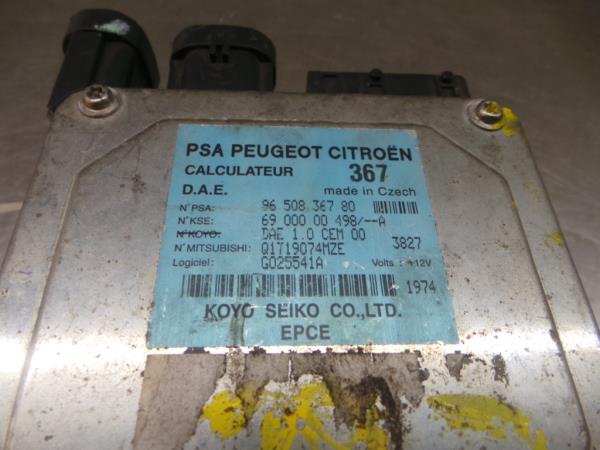 PSA PEUGEOT CITROËN
CALCULATEUR 367
D.A.E. made in Czech
N°PSA: 96 508 367 80
N°KSE: 69 000 00 498/--A
N°KOYO: DAE 1.0 CEM 00
N°MITSUBISHI: Q1T19074MZE 3827
Logiciel: G025541A Volts : 12V
1974
KOYO SEIKO CO.,LTD.
EPCE